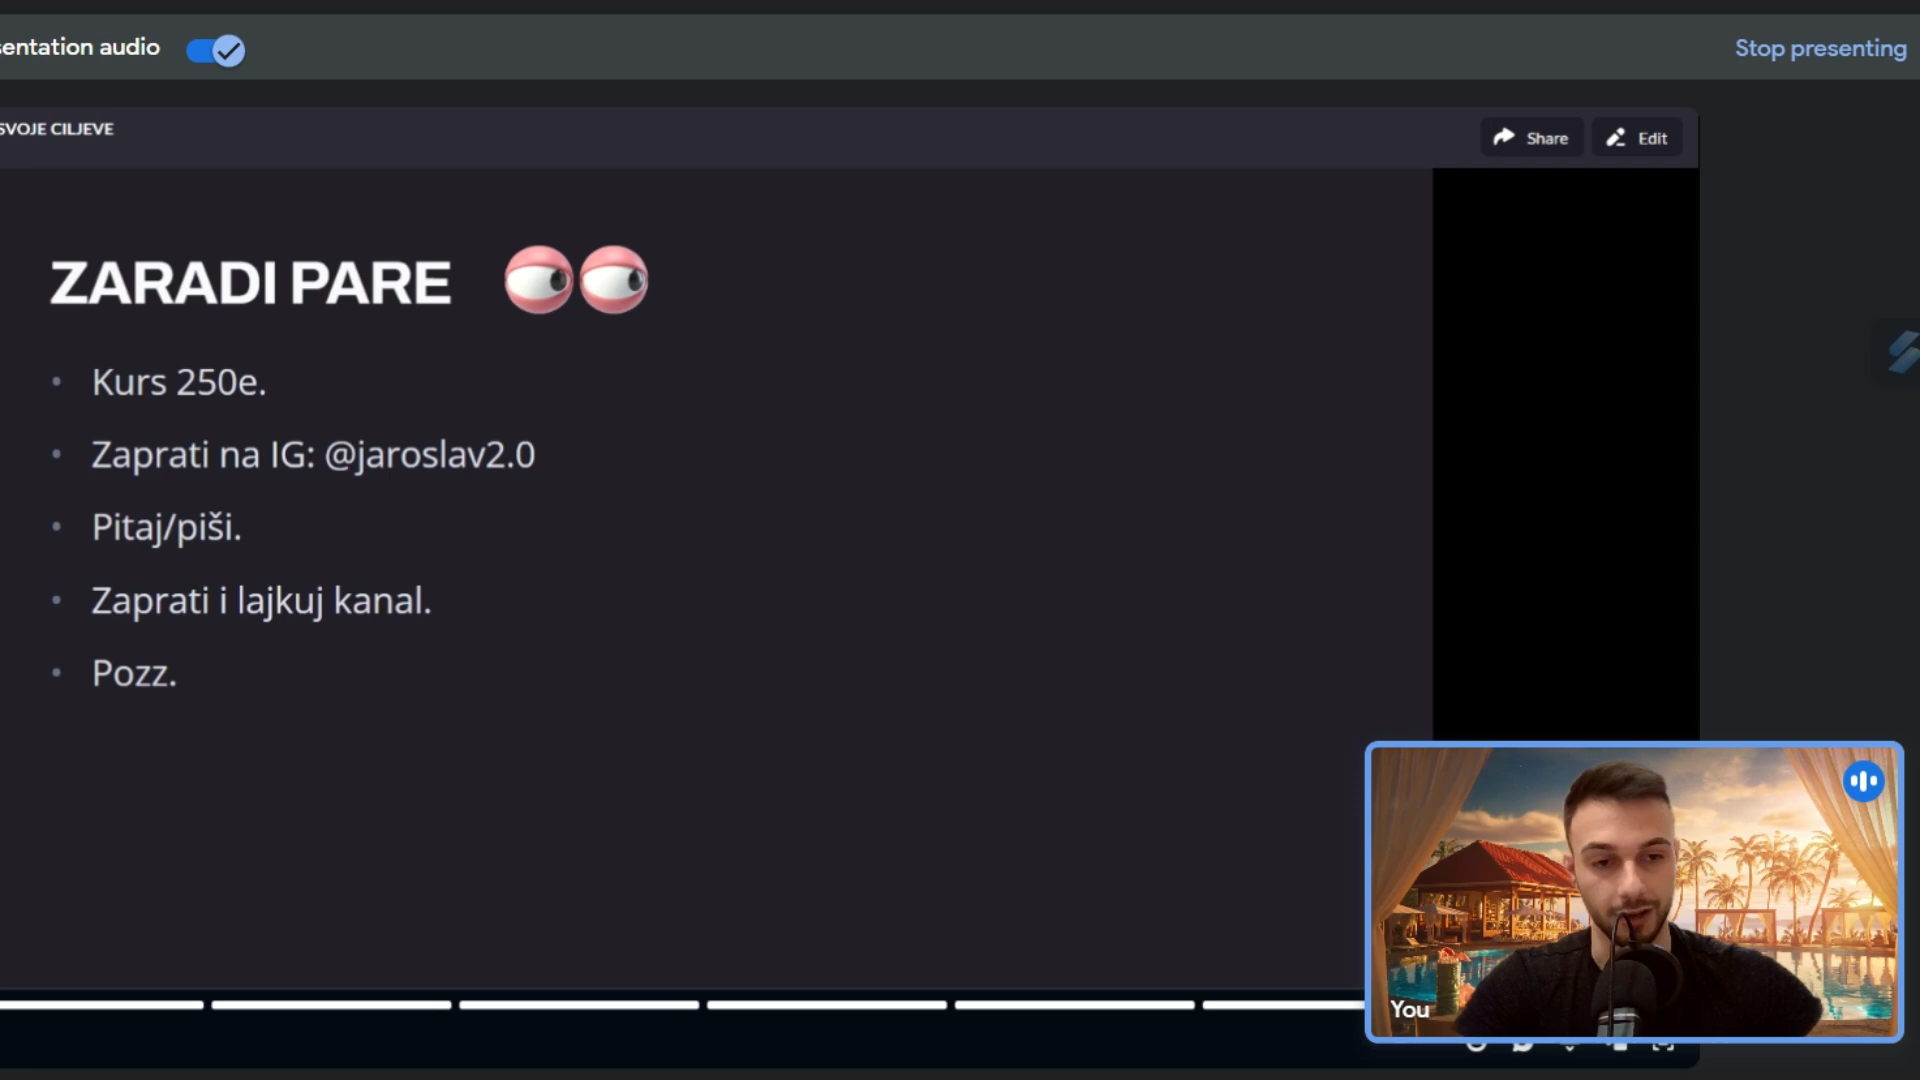 sentation audio
Stop presenting
SVOJE CILJEVE
Share
Edit
ZARADI PARE
Kurs 250e.
Zaprati na IG: @jaroslav2.0
Pitaj/piši.
Zaprati i lajkuj kanal.
Pozz.
You